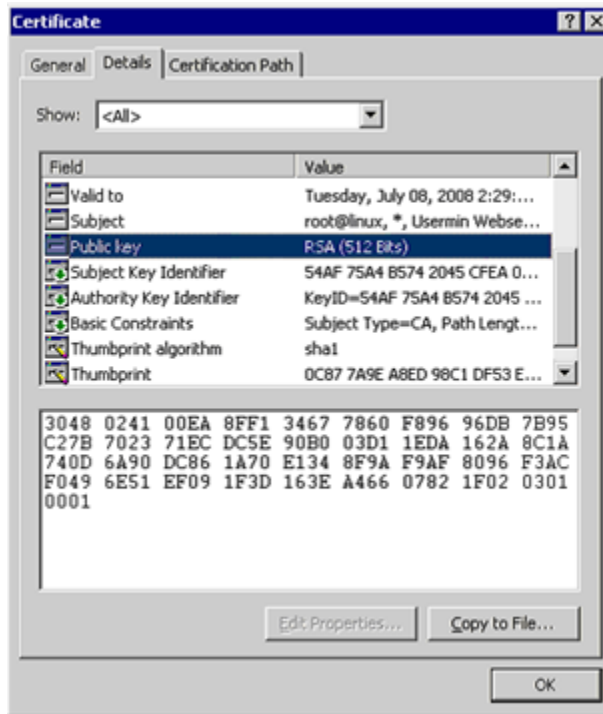 Certificate
General Details Certification Path
Show: <All>
Field Value
Valid to Tuesday, July 08, 2008 2:29:...
Subject root@linux, *, Usermin Webse...
Public key RSA (512 Bits)
Subject Key Identifier 54AF 75A4 B574 2045 CFEA 0...
Authority Key Identifier KeyID=54AF 75A4 B574 2045 ...
Basic Constraints Subject Type=CA, Path Lengt...
Thumbprint algorithm sha1
Thumbprint 0C87 7A9E A8ED 98C1 DF53 E...
3048 0241 00EA 8FF1 3467 7860 F896 96DB 7B95
C27B 7023 71EC DC5E 90B0 03D1 1EDA 162A 8C1A
740D 6A90 DC86 1A70 E134 8F9A F9AF 8096 F3AC
F049 6E51 EF09 1F3D 163E A466 0782 1F02 0301
0001
Edit Properties... Copy to File...
OK